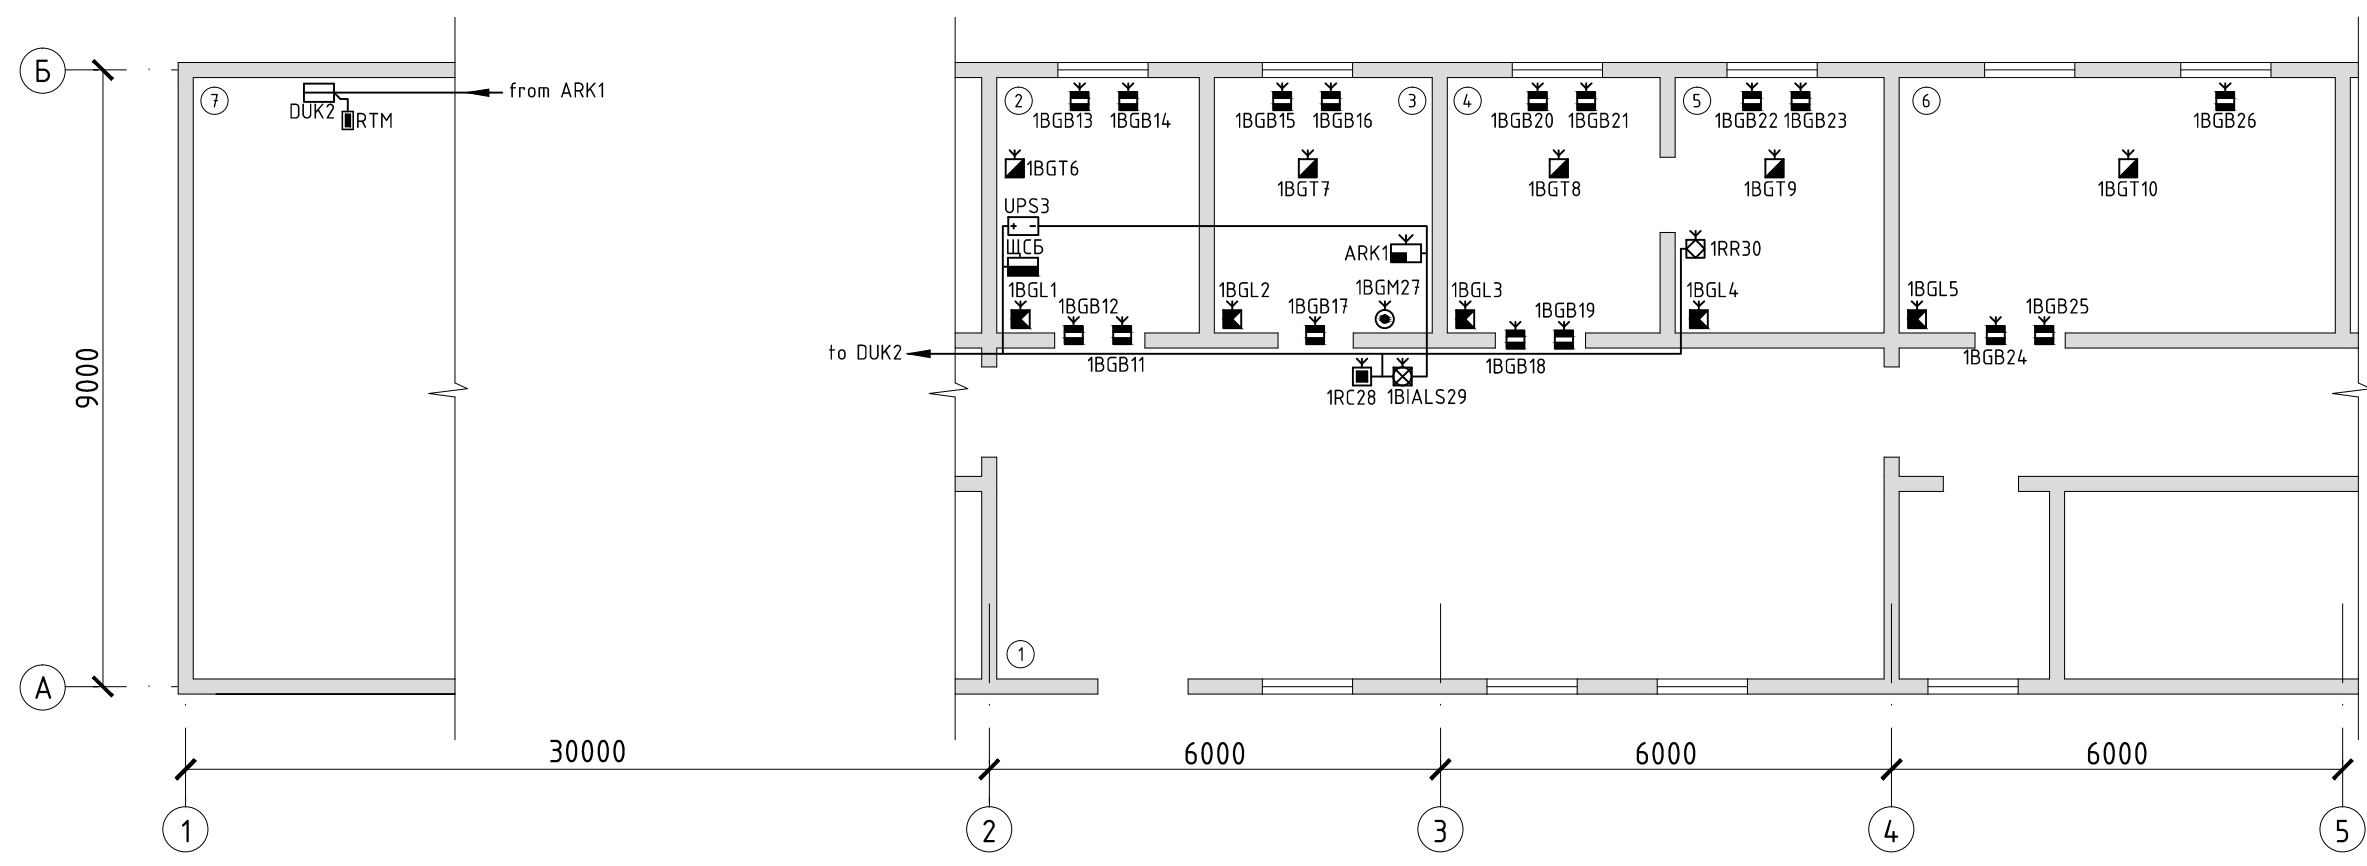 Б
7
DUK2
RTM
from ARK1
2
1BGB13
1BGB14
1BGB15
1BGB16
3
4
1BGB20
1BGB21
5
1BGB22
1BGB23
6
1BGB26
1BGT6
1BGT7
1BGT8
1BGT9
1BGT10
UPS3
+ -
ЩСБ
ARK1
1RR30
1BGL1
1BGB12
1BGL2
1BGB17
1BGM27
1BGL3
1BGB19
1BGL4
1BGL5
1BGB25
to DUK2
1BGB11
1BGB18
1BGB24
1RC28
1BIALS29
9000
1
А
30000
6000
6000
6000
1
2
3
4
5